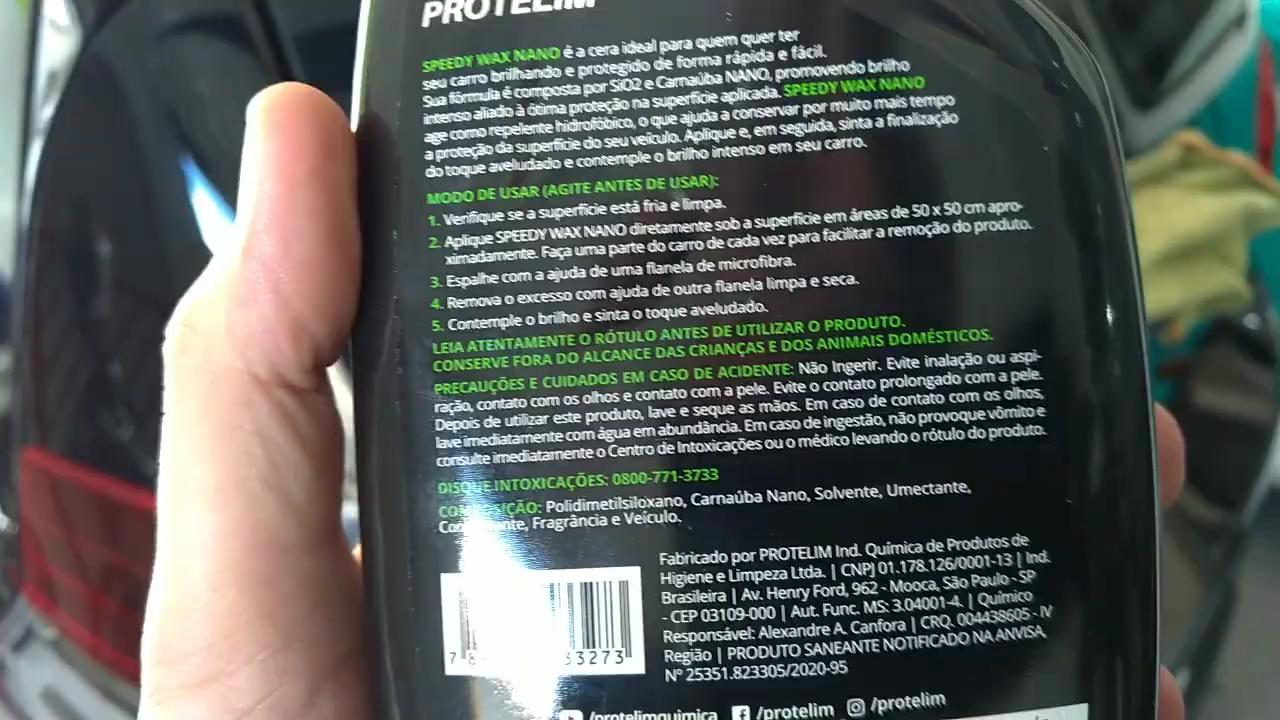 PROTELIM
SPEEDY WAX NANO é a cera ideal para quem quer ter
seu carro brilhando e protegido de forma rápida e fácil.
Sua fórmula é composta por SiO2 e Carnaúba NANO, promovendo brilho
intenso aliado à ótima proteção na superfície aplicada. SPEEDY WAX NANO
age como repelente hidrofóbico, o que ajuda a conservar por muito mais tempo
a proteção da superfície do seu veículo. Aplique e, em seguida, sinta a finalização
do toque aveludado e contemple o brilho intenso em seu carro.
MODO DE USAR (AGITE ANTES DE USAR):
1. Verifique se a superfície está fria e limpa.
2. Aplique SPEEDY WAX NANO diretamente sob a superfície em áreas de 50 x 50 cm apro-
ximadamente. Faça uma parte do carro de cada vez para facilitar a remoção do produto.
3. Espalhe com a ajuda de uma flanela de microfibra.
4. Remova o excesso com ajuda de outra flanela limpa e seca.
5. Contemple o brilho e sinta o toque aveludado.
LEIA ATENTAMENTE O RÓTULO ANTES DE UTILIZAR O PRODUTO.
CONSERVE FORA DO ALCANCE DAS CRIANÇAS E DOS ANIMAIS DOMÉSTICOS.
PRECAUÇÕES E CUIDADOS EM CASO DE ACIDENTE: Não Ingerir. Evite inalação ou aspi-
ração, contato com os olhos e contato com a pele. Evite o contato prolongado com a pele.
Depois de utilizar este produto, lave e seque as mãos. Em caso de contato com os olhos,
lave imediatamente com água em abundância. Em caso de ingestão, não provoque vômito e
consulte imediatamente o Centro de Intoxicações ou o médico levando o rótulo do produto.
DISQUE INTOXICAÇÕES: 0800-771-3733
COMPOSIÇÃO: Polidimetilsiloxano, Carnaúba Nano, Solvente, Umectante,
Fragrância e Veículo.
Fabricado por PROTELIM Ind. Química de Produtos de
Higiene e Limpeza Ltda. | CNPJ 01.178.126/0001-13 | Ind.
Brasileira | Av. Henry Ford, 962 - Mooca, São Paulo - SP
- CEP 03109-000 | Aut. Func. MS: 3.04001-4. | Químico
Responsável: Alexandre A. Canfora | CRQ. 004438605 - IV
Região | PRODUTO SANEANTE NOTIFICADO NA ANVISA
Nº 25351.823305/2020-95
7 8 33273
/protelimquimica /protelim /protelim